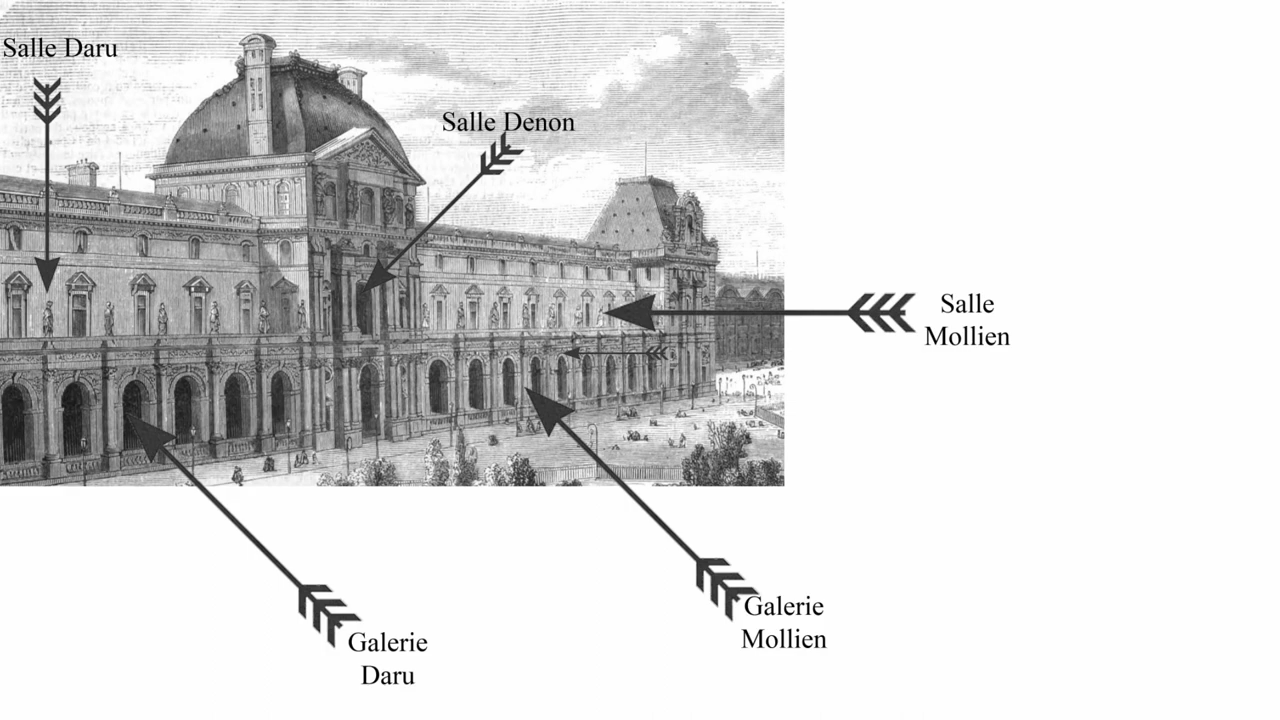 Salle Daru
Salle Denon
Salle
Mollien
Galerie
Mollien
Galerie
Daru